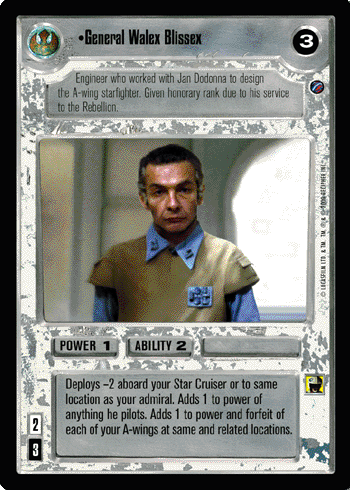 •General Walex Blissex
3
Engineer who worked with Jan Dodonna to design
the A-wing starfighter. Given honorary rank due to his service
to the Rebellion.
POWER 1 ABILITY 2
Deploys -2 aboard your Star Cruiser or to same
location as your admiral. Adds 1 to power of
anything he pilots. Adds 1 to power and forfeit of
each of your A-wings at same and related locations.
2
3